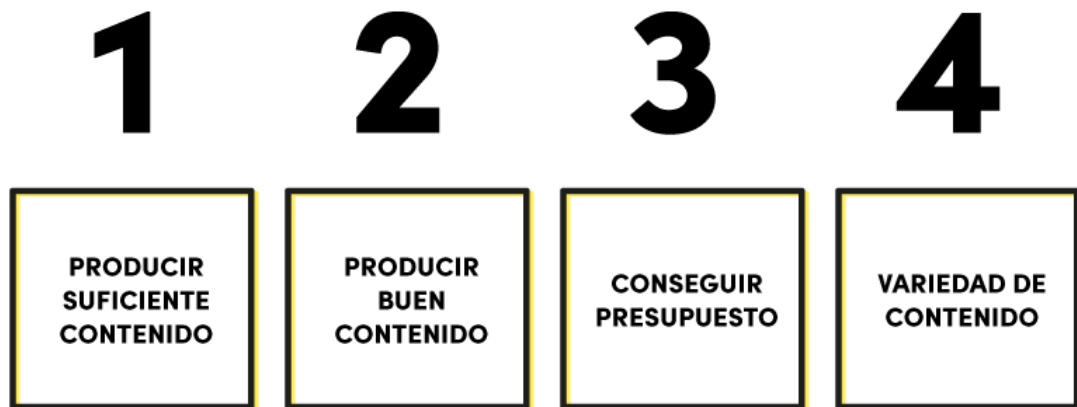 1
2
3
4
PRODUCIR
SUFICIENTE
CONTENIDO
PRODUCIR
BUEN
CONTENIDO
CONSEGUIR
PRESUPUESTO
VARIEDAD DE
CONTENIDO